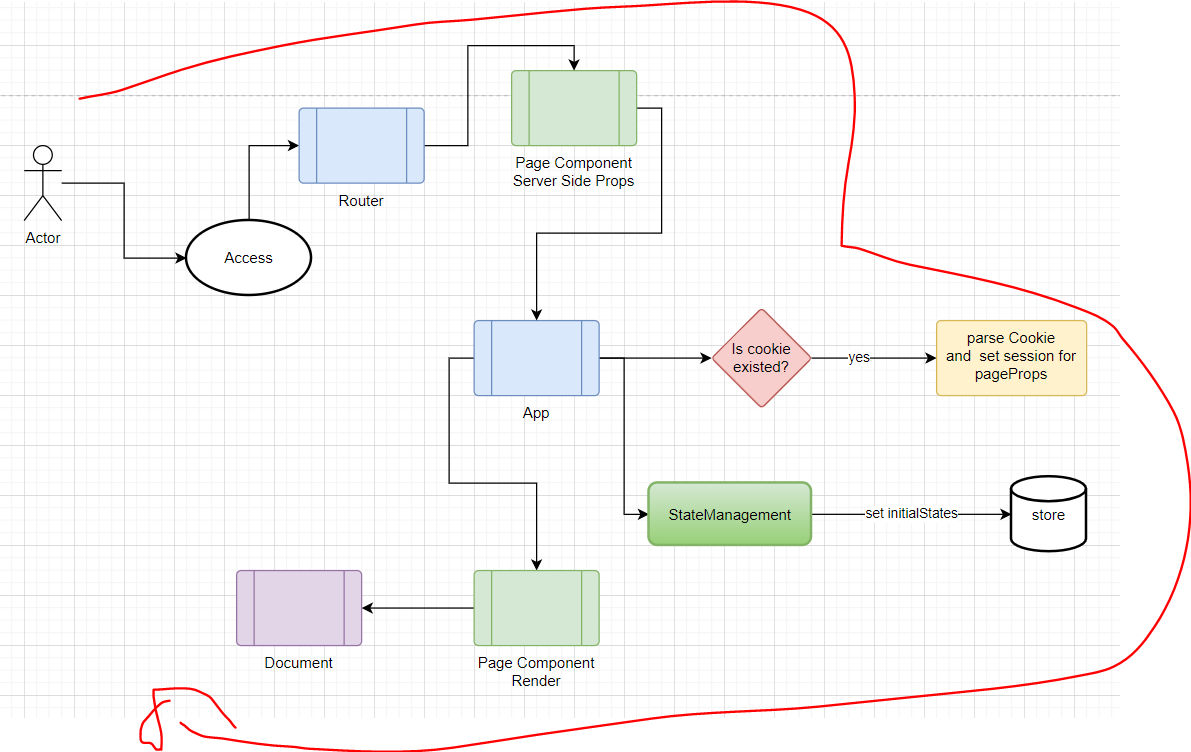 Page Component
Server Side Props
Router
Actor
Access
Is cookie
existed?
yes
parse Cookie
and  set session for
pageProps
App
StateManagement
set initialStates
store
Document
Page Component
Render